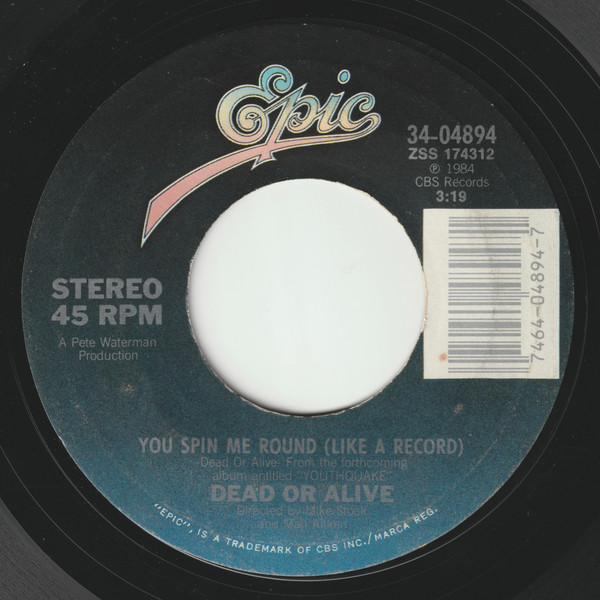 Epic
34-04894
ZSS 174312
℗ 1984
CBS Records
3:19
7464-04894-7
STEREO
45 RPM
A Pete Waterman
Production
YOU SPIN ME ROUND (LIKE A RECORD)
Dead Or Alive- From the forthcoming
album entitled "YOUTHQUAKE"
DEAD OR ALIVE
Directed by Mike Stock
and Matt Aitken
"EPIC", IS A TRADEMARK OF CBS INC./MARCA REG.